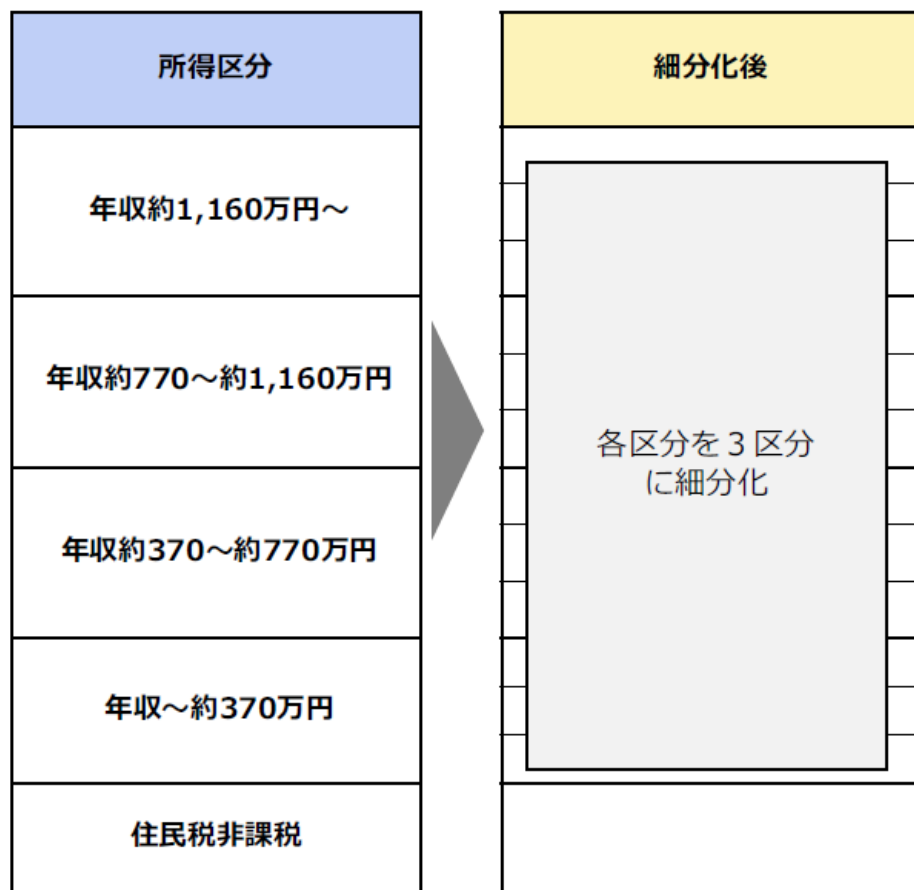 所得区分
細分化後
年収約1,160万円～
年収約770～約1,160万円
年収約370～約770万円
年収～約370万円
住民税非課税
各区分を３区分
に細分化